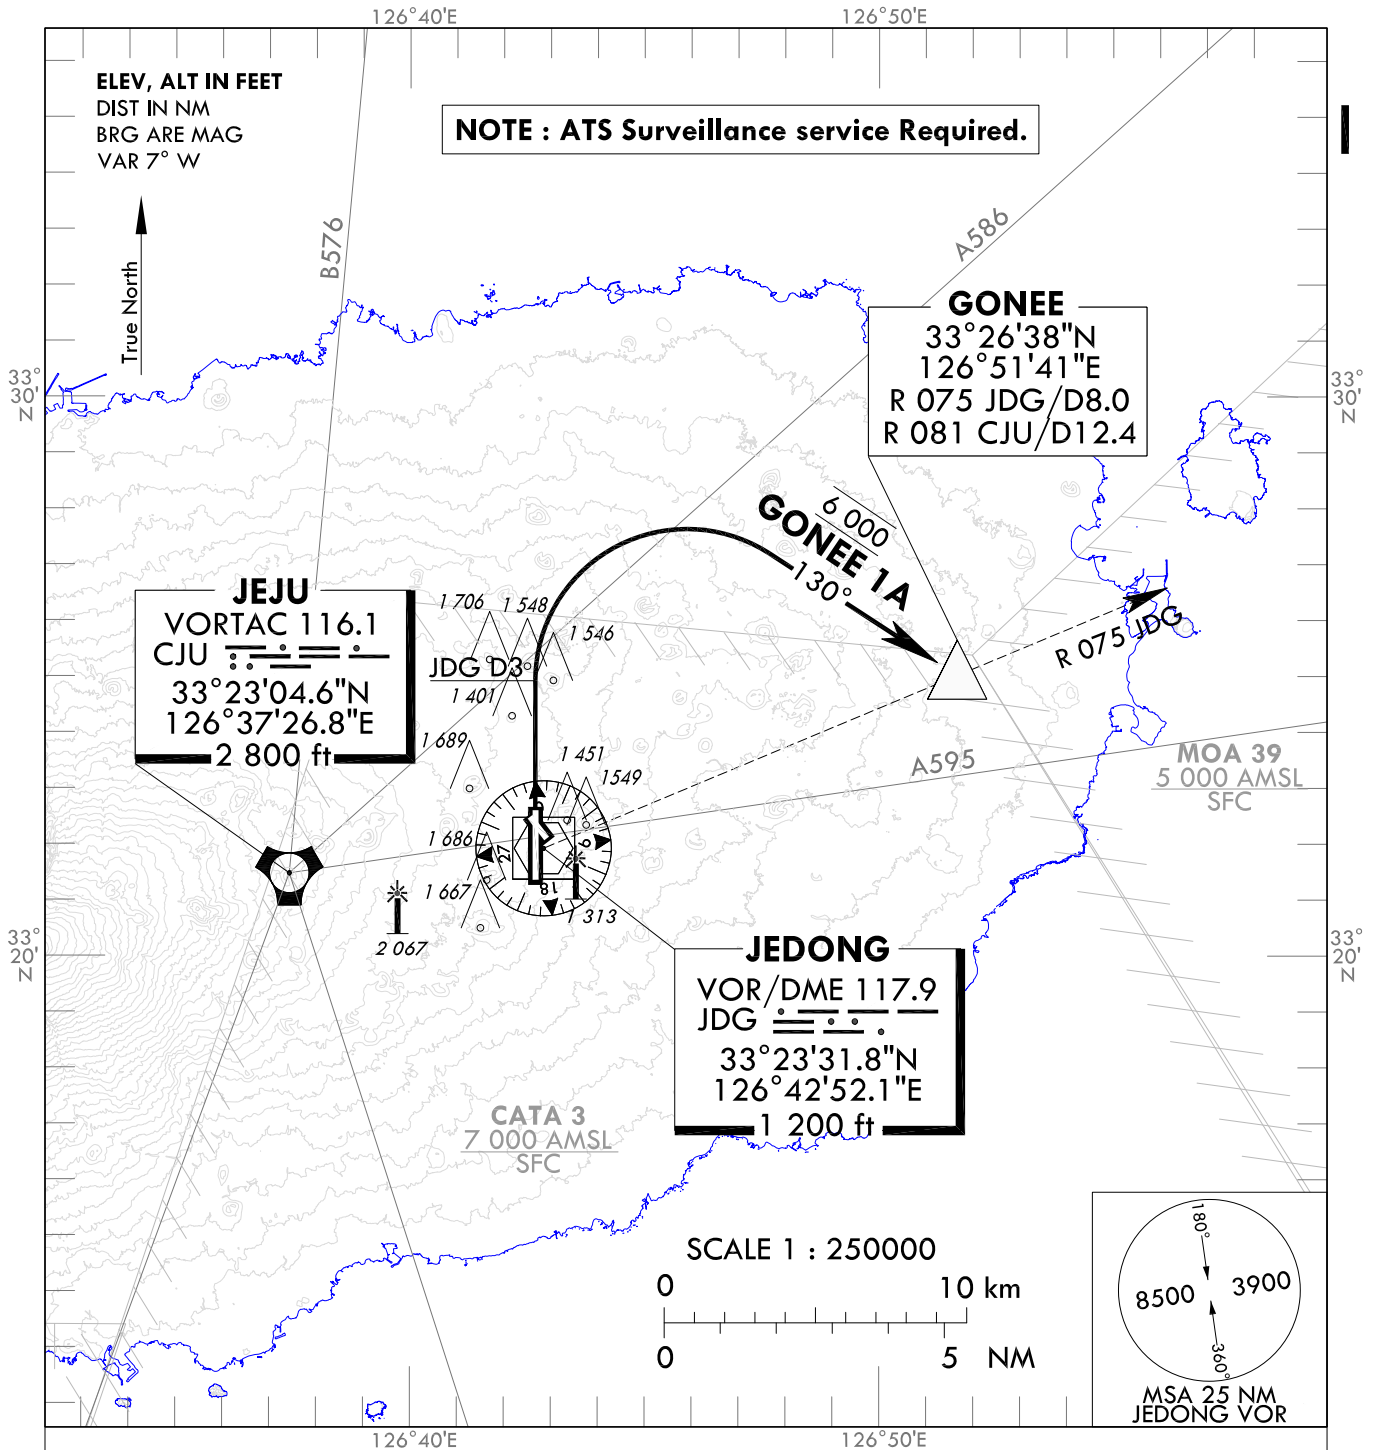 126°40'E
126°50'E
ELEV, ALT IN FEET
DIST IN NM
BRG ARE MAG
VAR 7° W
NOTE : ATS Surveillance service Required.
True North
B576
A586
GONEE
33°26'38"N
126°51'41"E
R 075 JDG/D8.0
R 081 CJU/D12.4
33°
30'
N
33°
30'
N
6 000
GONEE 1A
130°
JEJU
VORTAC 116.1
CJU
33°23'04.6"N
126°37'26.8"E
2 800 ft
1 706
1 548
1 546
JDG D3
1 401
R 075 JDG
1 689
1 451
1549
A595
MOA 39
5 000 AMSL
SFC
1 686
27
9
18
1 667
1 313
2 067
33°
20'
N
33°
20'
N
JEDONG
VOR/DME 117.9
JDG
33°23'31.8"N
126°42'52.1"E
1 200 ft
CATA 3
7 000 AMSL
SFC
SCALE 1 : 250000
0 10 km
0 5 NM
180°
8500 3900
360°
MSA 25 NM
JEDONG VOR
126°40'E
126°50'E